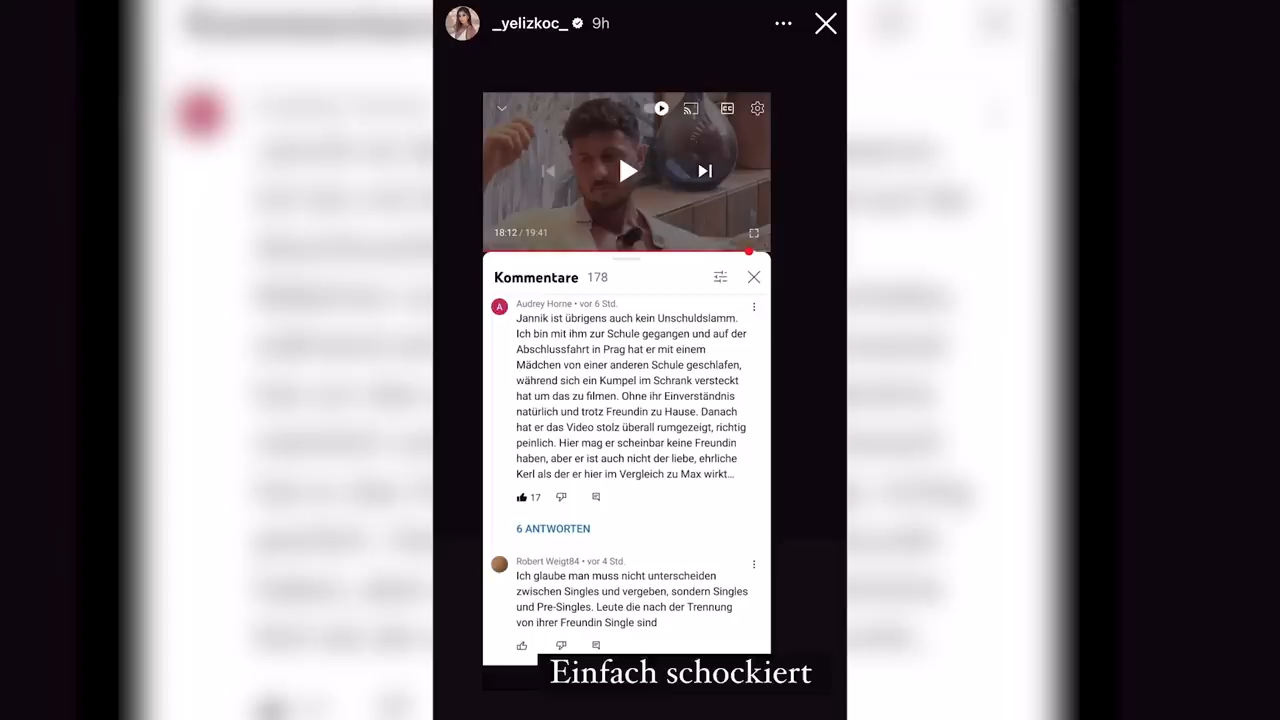 _yelizkoc_ 9h
18:12 / 19:41
Kommentare 178
A
Audrey Horne • vor 6 Std.
Jannik ist übrigens auch kein Unschuldslamm.
Ich bin mit ihm zur Schule gegangen und auf der
Abschlussfahrt in Prag hat er mit einem
Mädchen von einer anderen Schule geschlafen,
während sich ein Kumpel im Schrank versteckt
hat um das zu filmen. Ohne ihr Einverständnis
natürlich und trotz Freundin zu Hause. Danach
hat er das Video stolz überall rumgezeigt, richtig
peinlich. Hier mag er scheinbar keine Freundin
haben, aber er ist auch nicht der liebe, ehrliche
Kerl als der er hier im Vergleich zu Max wirkt...
17
6 ANTWORTEN
Robert Weigt84 • vor 4 Std.
Ich glaube man muss nicht unterscheiden
zwischen Singles und vergeben, sondern Singles
und Pre-Singles. Leute die nach der Trennung
von ihrer Freundin Single sind
Einfach schockiert